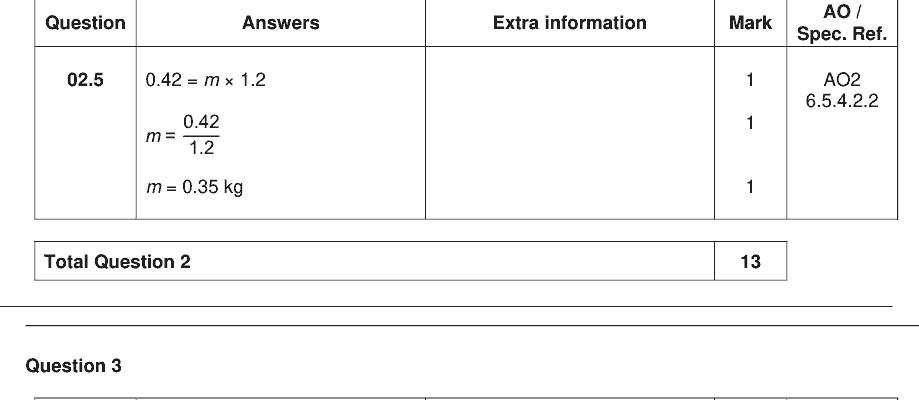 Question Answers Extra information Mark AO / Spec. Ref.
02.5 0.42 = m × 1.2 1 AO2
6.5.4.2.2
m = 0.42 / 1.2 1
m = 0.35 kg 1
Total Question 2 13
Question 3